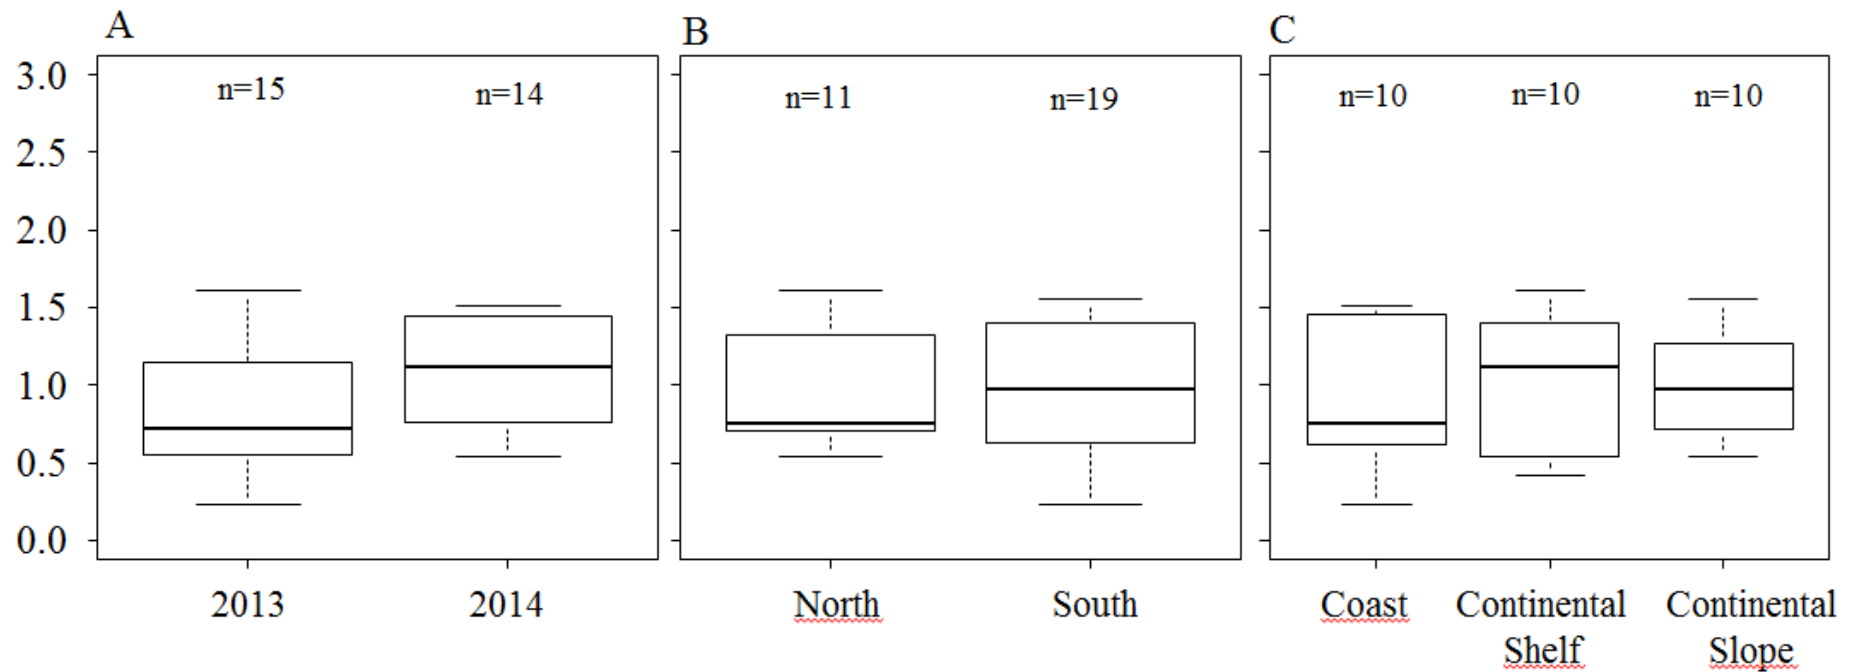 A
B
C
3.0
2.5
2.0
1.5
1.0
0.5
0.0
n=15
n=14
n=11
n=19
n=10
n=10
n=10
2013
2014
North
South
Coast
Continental
Shelf
Continental
Slope